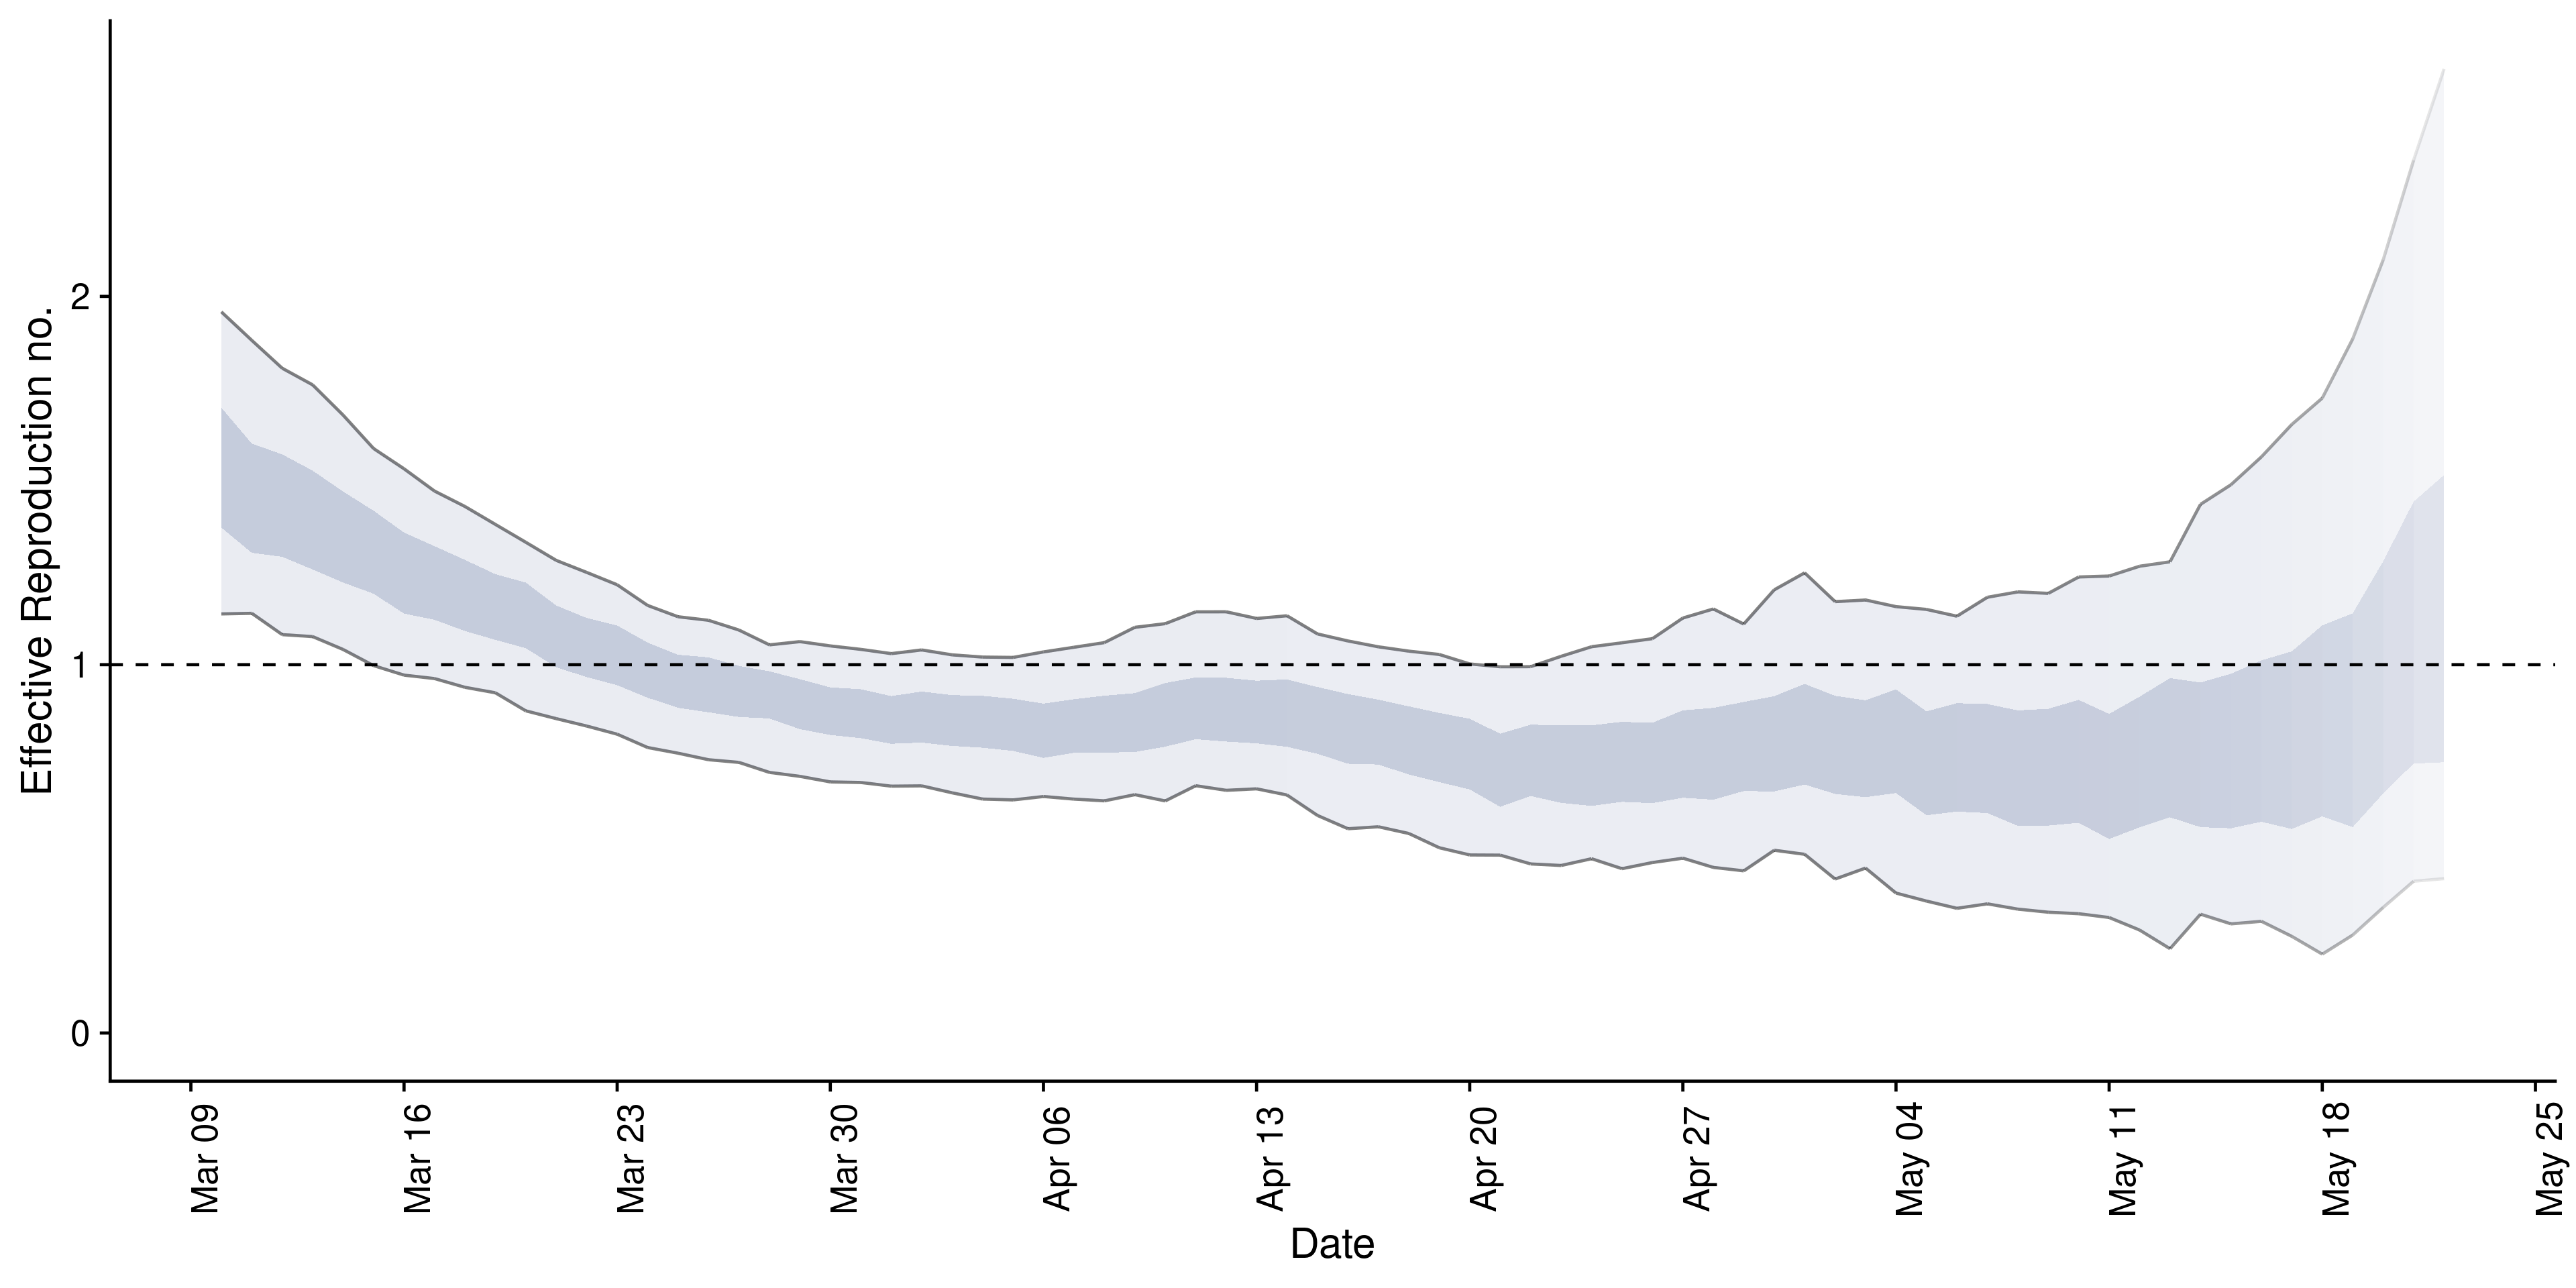 Effective Reproduction no.
2
1
0
Mar 09
Mar 16
Mar 23
Mar 30
Apr 06
Apr 13
Apr 20
Apr 27
May 04
May 11
May 18
May 25
Date